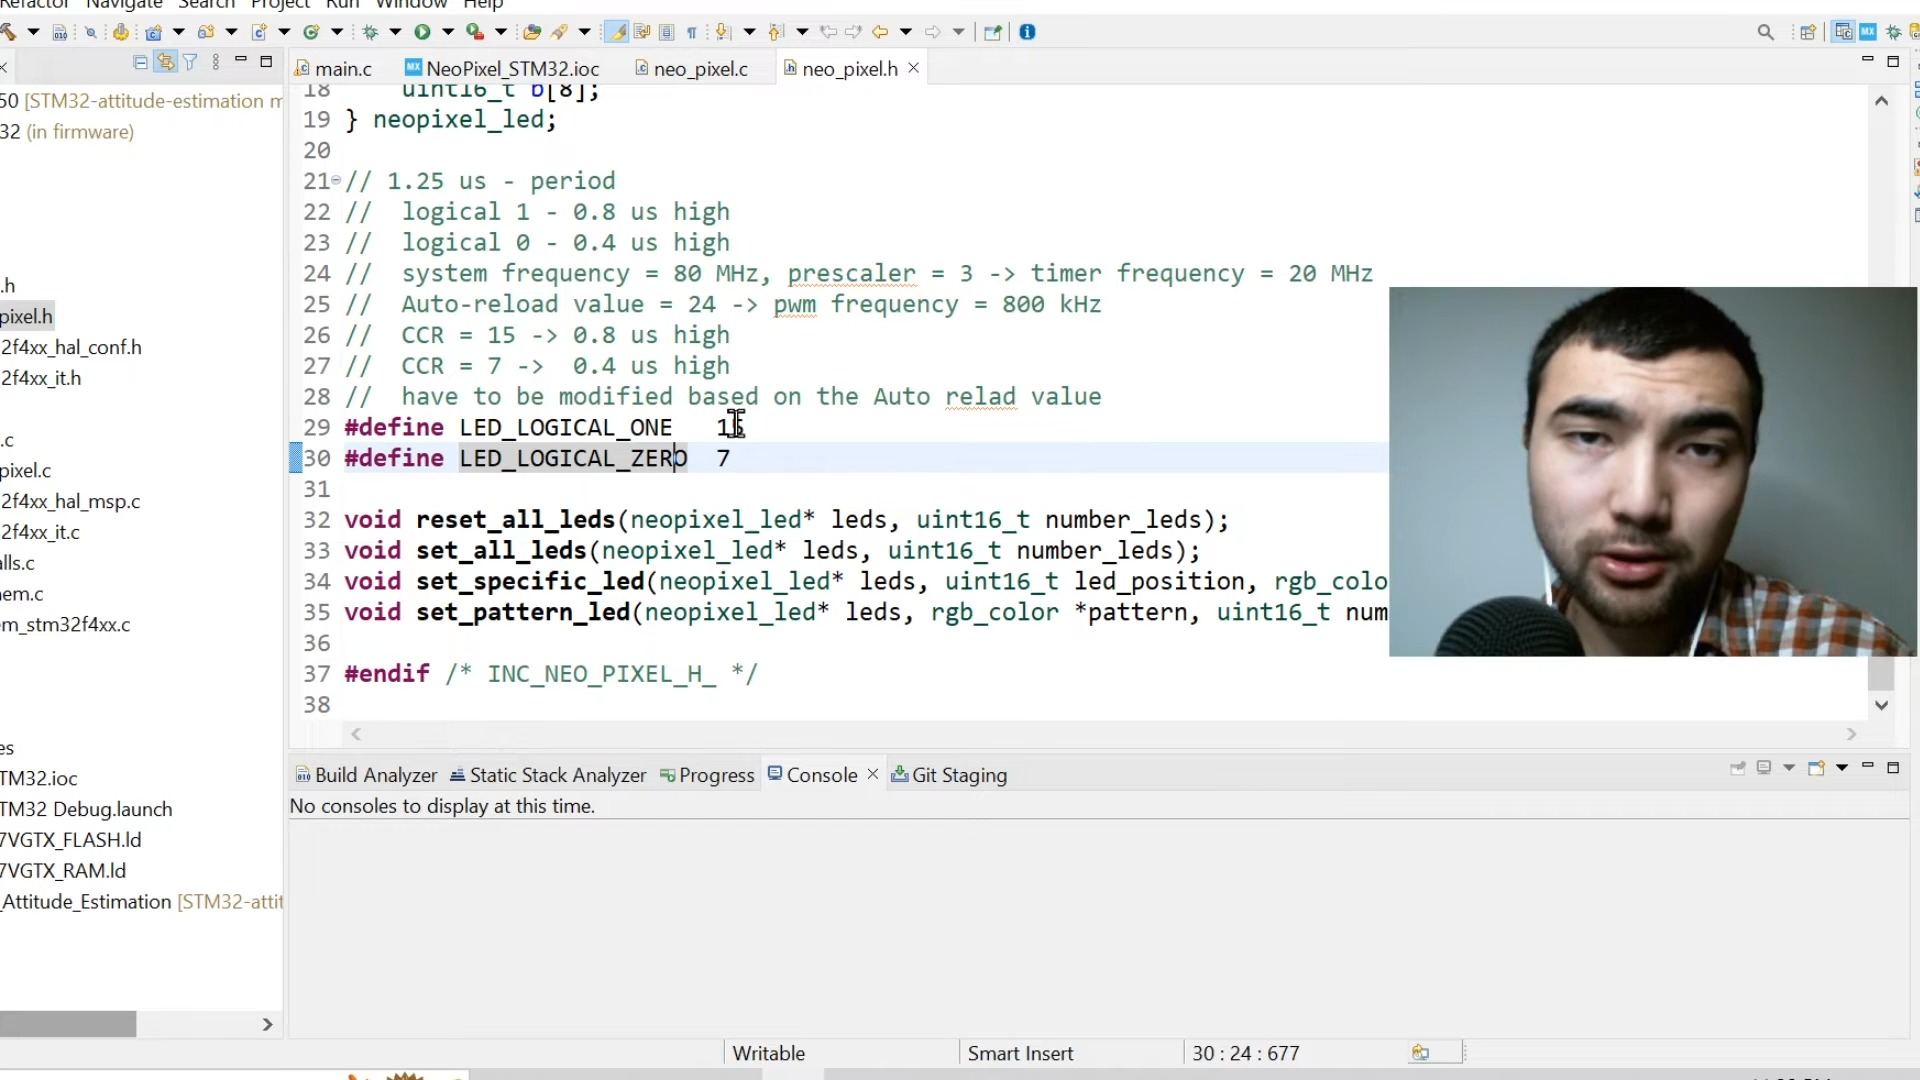 Refactor Navigate Search Project Run Window Help
main.c NeoPixel_STM32.ioc neo_pixel.c neo_pixel.h
50 [STM32-attitude-estimation m
32 (in firmware)
.h
pixel.h
2f4xx_hal_conf.h
2f4xx_it.h
.c
pixel.c
2f4xx_hal_msp.c
2f4xx_it.c
alls.c
nem.c
em_stm32f4xx.c
es
TM32.ioc
TM32 Debug.launch
7VGTX_FLASH.ld
7VGTX_RAM.ld
_Attitude_Estimation [STM32-attit
18 uint16_t b[8];
19 } neopixel_led;
20
21 // 1.25 us - period
22 //  logical 1 - 0.8 us high
23 //  logical 0 - 0.4 us high
24 //  system frequency = 80 MHz, prescaler = 3 -> timer frequency = 20 MHz
25 //  Auto-reload value = 24 -> pwm frequency = 800 kHz
26 //  CCR = 15 -> 0.8 us high
27 //  CCR = 7 ->  0.4 us high
28 //  have to be modified based on the Auto relad value
29 #define LED_LOGICAL_ONE   15
30 #define LED_LOGICAL_ZERO  7
31
32 void reset_all_leds(neopixel_led* leds, uint16_t number_leds);
33 void set_all_leds(neopixel_led* leds, uint16_t number_leds);
34 void set_specific_led(neopixel_led* leds, uint16_t led_position, rgb_colo
35 void set_pattern_led(neopixel_led* leds, rgb_color *pattern, uint16_t num
36
37 #endif /* INC_NEO_PIXEL_H_ */
38
Build Analyzer Static Stack Analyzer Progress Console Git Staging
No consoles to display at this time.
Writable Smart Insert 30 : 24 : 677